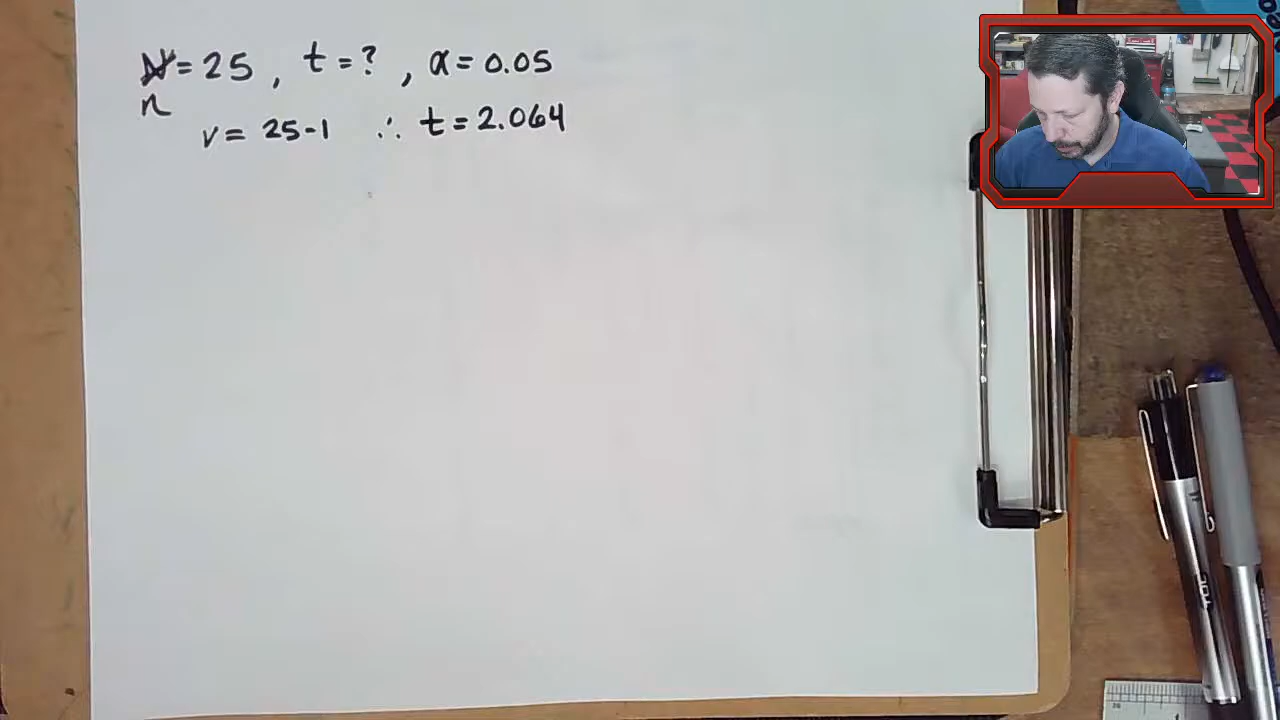 N = 25 , t = ? , α = 0.05
n
v = 25-1 ∴ t = 2.064